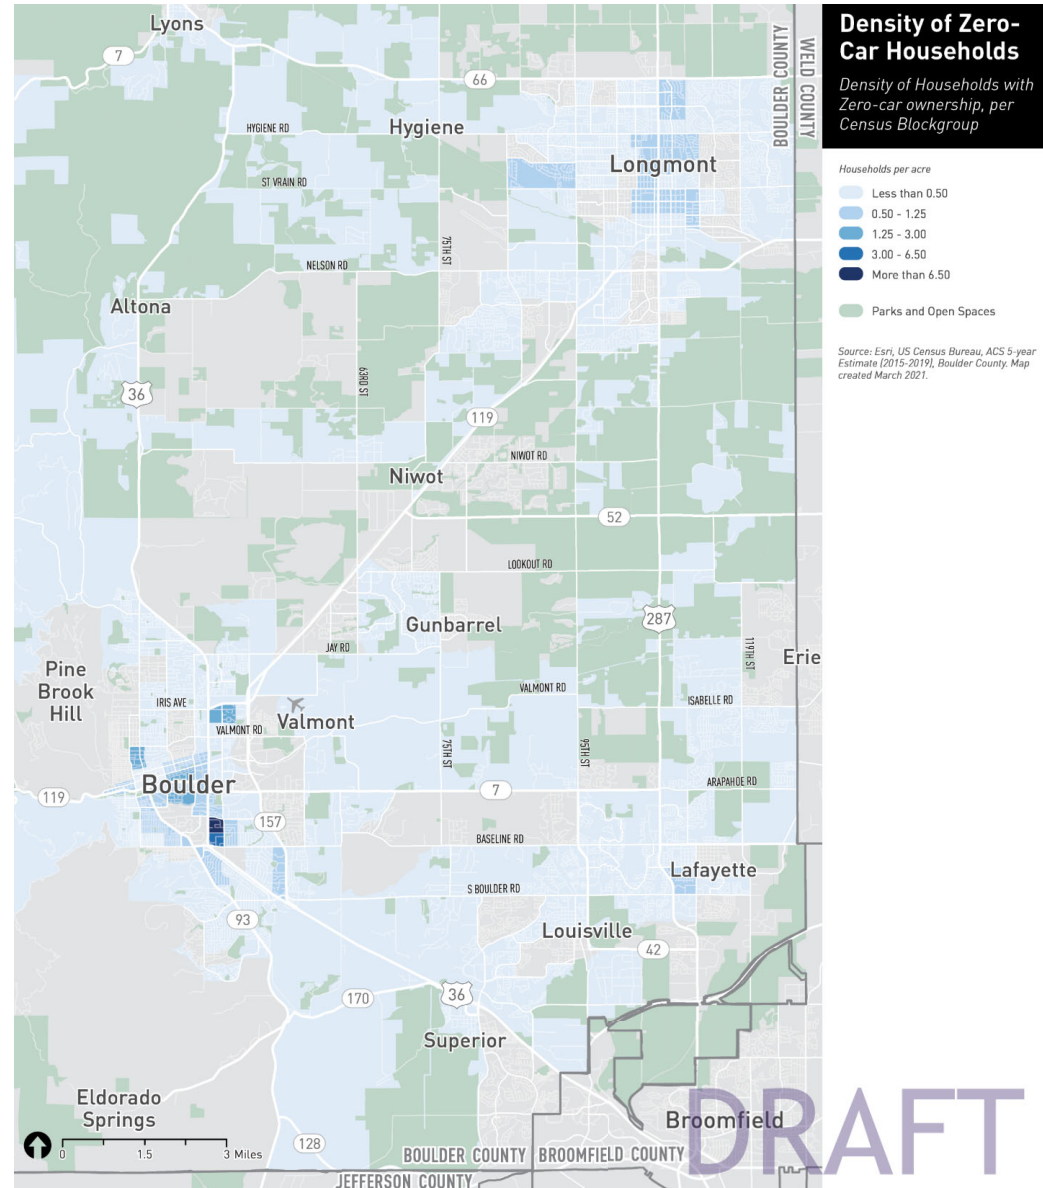 Density of Zero-
Car Households
Density of Households with
Zero-car ownership, per
Census Blockgroup
Households per acre
Less than 0.50
0.50 - 1.25
1.25 - 3.00
3.00 - 6.50
More than 6.50
Parks and Open Spaces
Source: Esri, US Census Bureau, ACS 5-year
Estimate (2015-2019), Boulder County. Map
created March 2021.
Lyons
7
66
BOULDER COUNTY
WELD COUNTY
HYGIENE RD
Hygiene
Longmont
ST VRAIN RD
75TH ST
NELSON RD
Altona
36
63RD ST
119
NIWOT RD
Niwot
52
LOOKOUT RD
287
Gunbarrel
JAY RD
119TH ST
Erie
Pine
Brook
Hill
VALMONT RD
IRIS AVE
ISABELLE RD
Valmont
VALMONT RD
75TH ST
95TH ST
Boulder
ARAPAHOE RD
119
7
157
BASELINE RD
Lafayette
S BOULDER RD
93
Louisville
42
170
36
Superior
Eldorado
Springs
Broomfield
DRAFT
128
0 1.5 3 Miles
BOULDER COUNTY
BROOMFIELD COUNTY
JEFFERSON COUNTY